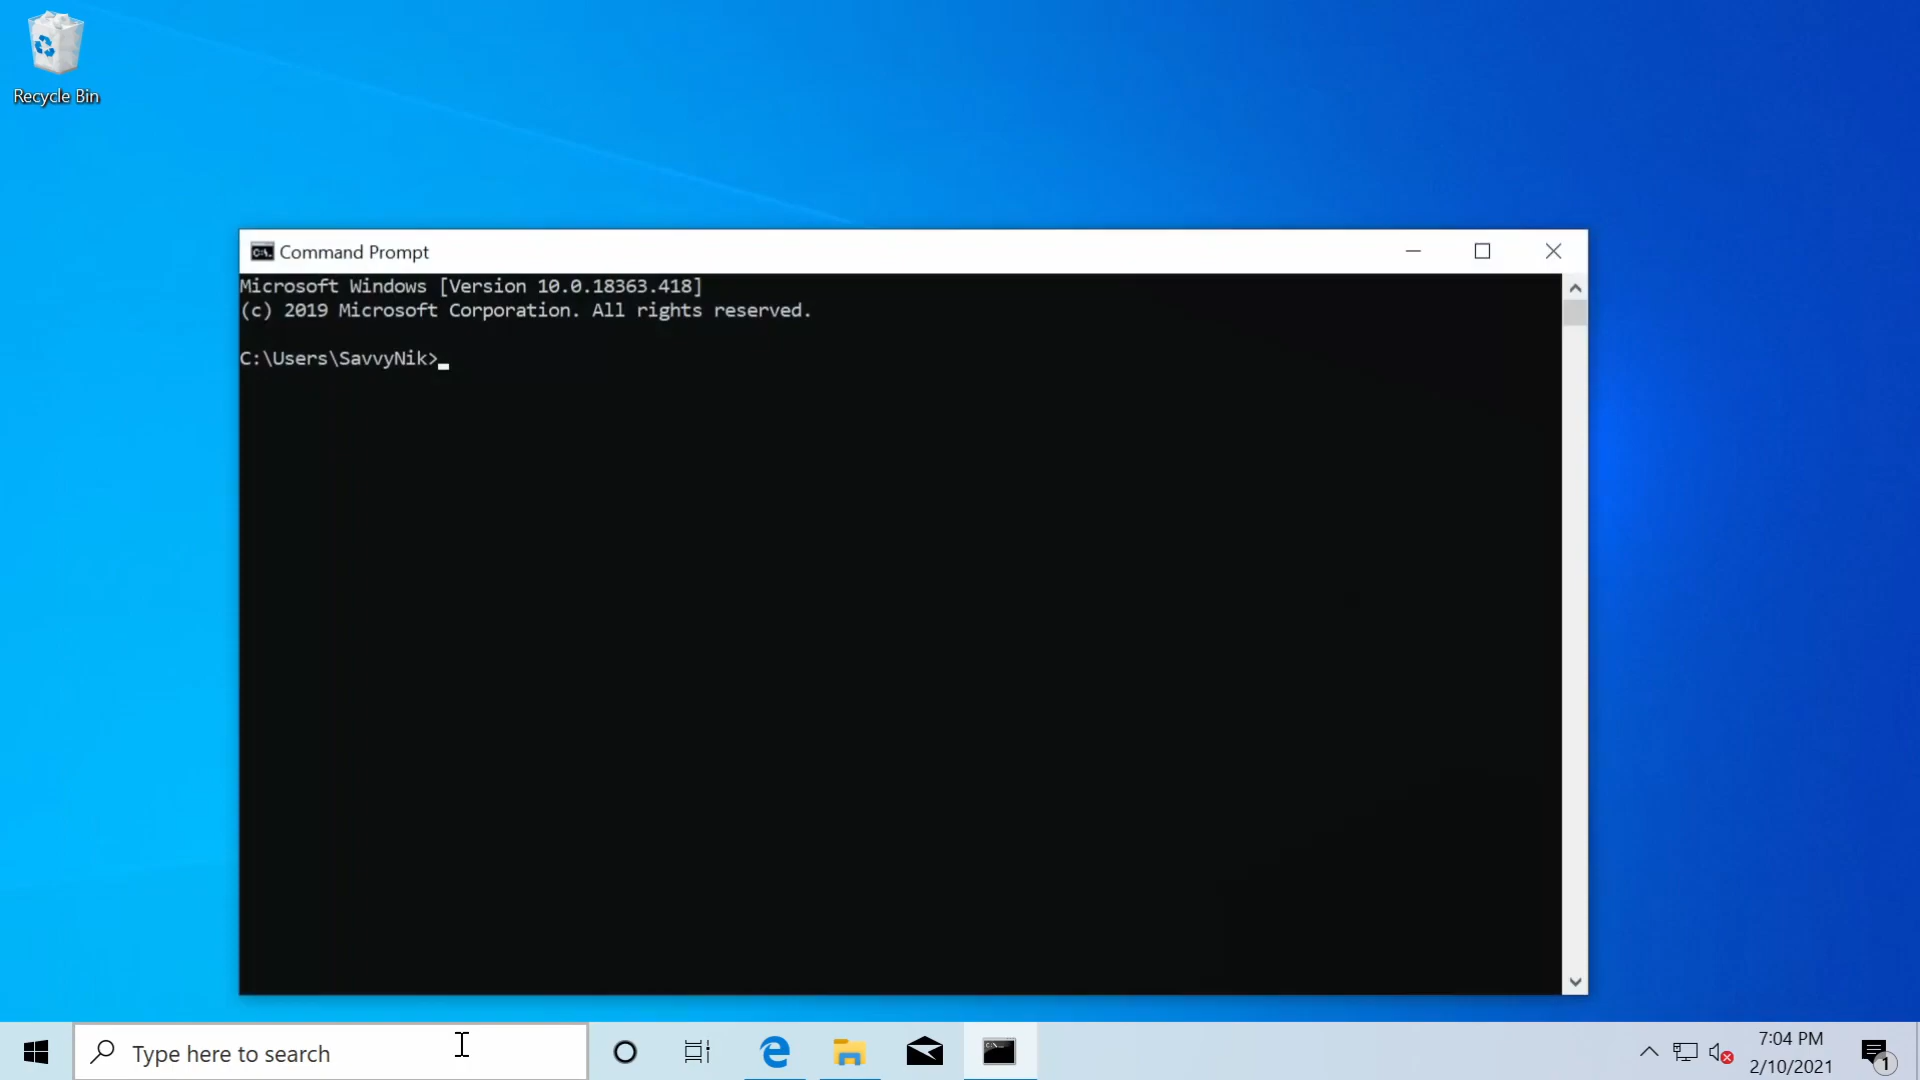 Recycle Bin
Command Prompt
Microsoft Windows [Version 10.0.18363.418]
(c) 2019 Microsoft Corporation. All rights reserved.
C:\Users\SavvyNik>_
Type here to search
7:04 PM
2/10/2021
1